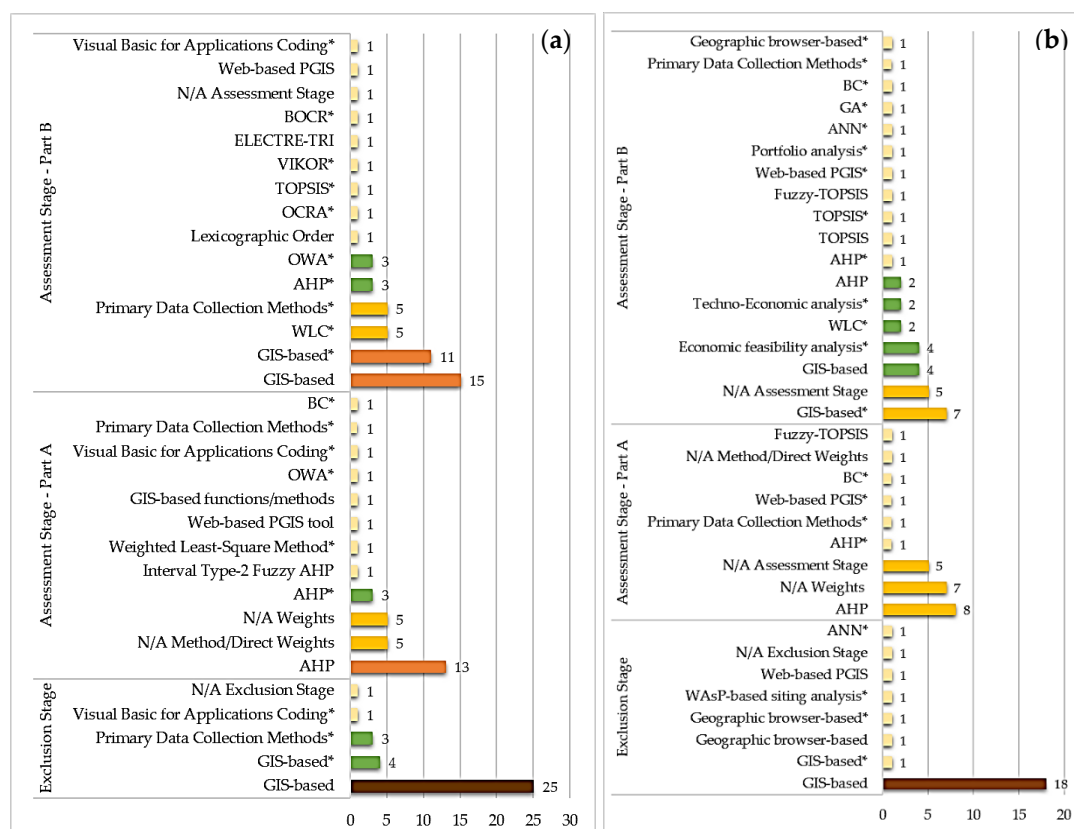 (a)
Assessment Stage - Part B
Visual Basic for Applications Coding* 1
Web-based PGIS 1
N/A Assessment Stage 1
BOCR* 1
ELECTRE-TRI 1
VIKOR* 1
TOPSIS* 1
OCRA* 1
Lexicographic Order 1
OWA* 3
AHP* 3
Primary Data Collection Methods* 5
WLC* 5
GIS-based* 11
GIS-based 15
Assessment Stage - Part A
BC* 1
Primary Data Collection Methods* 1
Visual Basic for Applications Coding* 1
OWA* 1
GIS-based functions/methods 1
Web-based PGIS tool 1
Weighted Least-Square Method* 1
Interval Type-2 Fuzzy AHP 1
AHP* 3
N/A Weights 5
N/A Method/Direct Weights 5
AHP 13
Exclusion Stage
N/A Exclusion Stage 1
Visual Basic for Applications Coding* 1
Primary Data Collection Methods* 3
GIS-based* 4
GIS-based 25
0 5 10 15 20 25 30
(b)
Assessment Stage - Part B
Geographic browser-based* 1
Primary Data Collection Methods* 1
BC* 1
GA* 1
ANN* 1
Portfolio analysis* 1
Web-based PGIS* 1
Fuzzy-TOPSIS 1
TOPSIS* 1
TOPSIS 1
AHP* 1
AHP 2
Techno-Economic analysis* 2
WLC* 2
Economic feasibility analysis* 4
GIS-based 4
N/A Assessment Stage 5
GIS-based* 7
Assessment Stage - Part A
Fuzzy-TOPSIS 1
N/A Method/Direct Weights 1
BC* 1
Web-based PGIS* 1
Primary Data Collection Methods* 1
AHP* 1
N/A Assessment Stage 5
N/A Weights 7
AHP 8
Exclusion Stage
ANN* 1
N/A Exclusion Stage 1
Web-based PGIS 1
WAsP-based siting analysis* 1
Geographic browser-based* 1
Geographic browser-based 1
GIS-based* 1
GIS-based 18
0 5 10 15 20